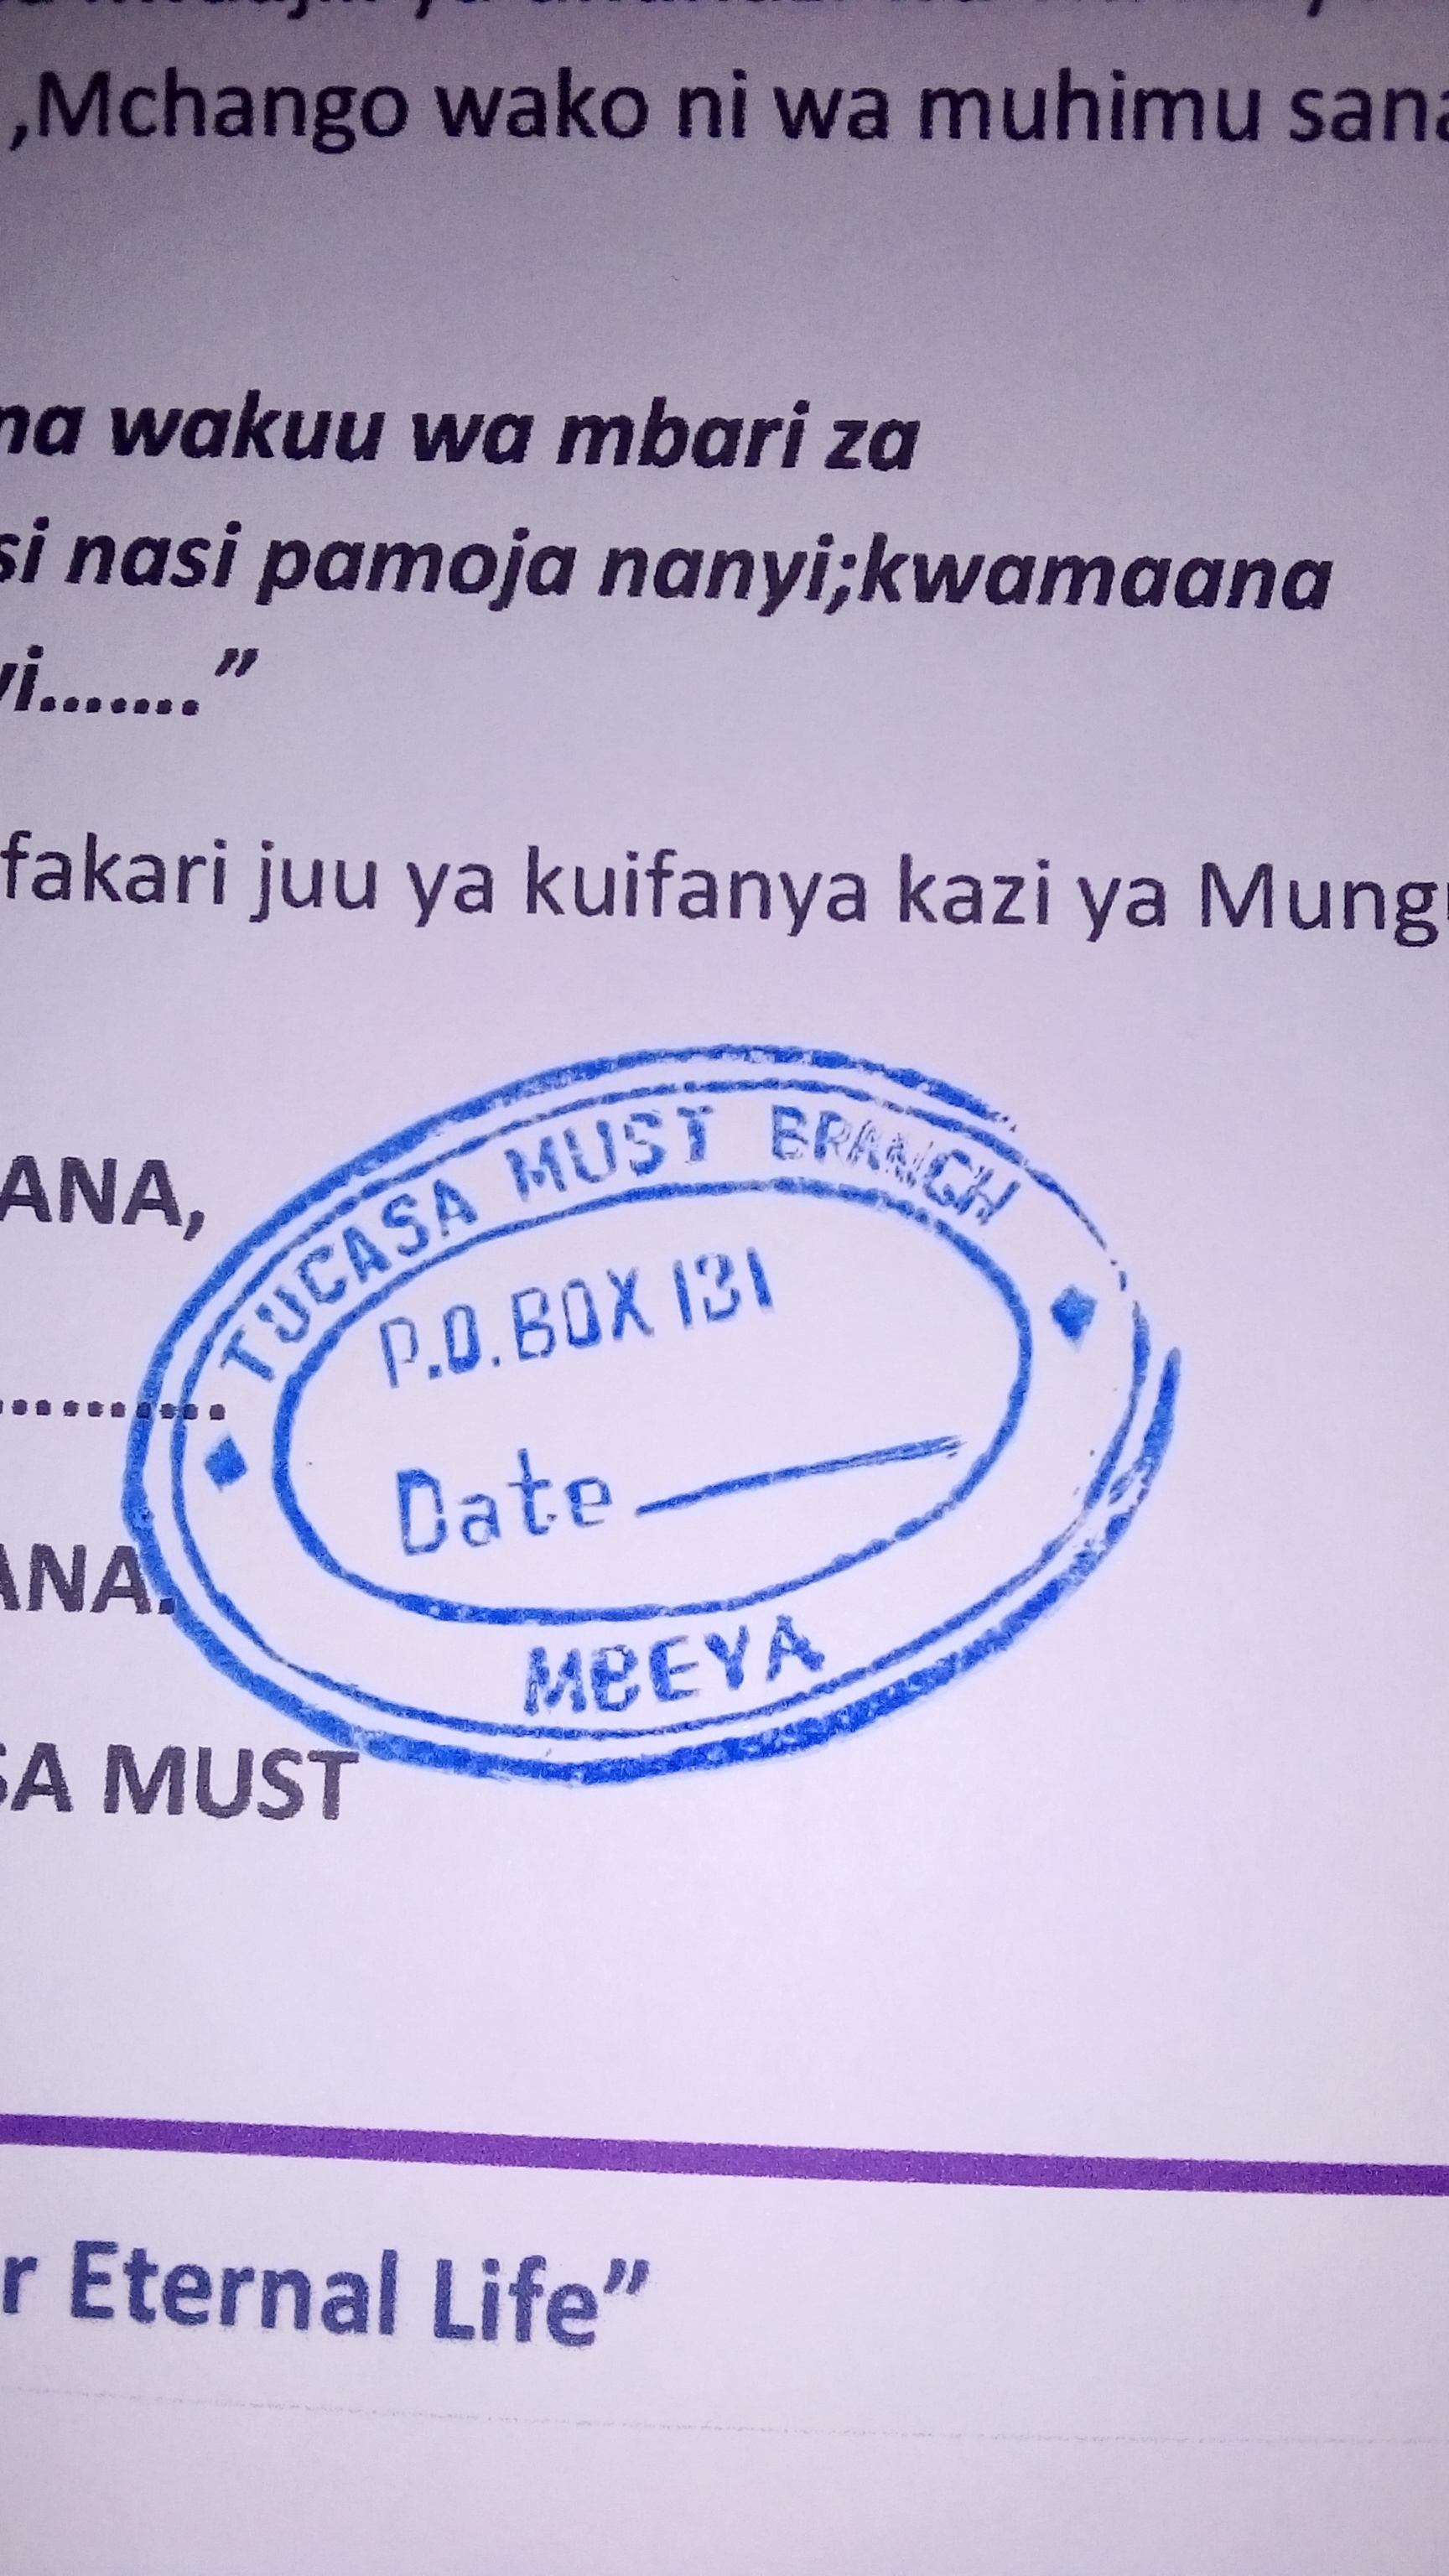 ,Mchango wako ni wa muhimu sana
na wakuu wa mbari za
si nasi pamoja nanyi;kwamaana
yi.......”
fakari juu ya kuifanya kazi ya Mung
ANA,
TUCASA MUST BRANCH
P.O.BOX 131
..........
Date
ANA.
MBEYA
SA MUST
r Eternal Life”